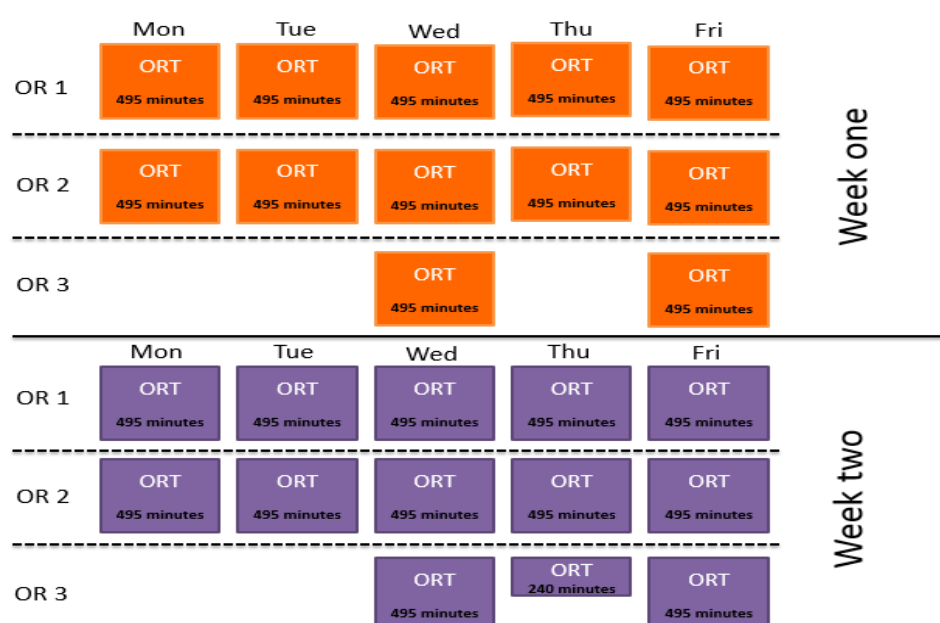 Mon Tue Wed Thu Fri
OR 1
ORT ORT ORT ORT ORT
495 minutes 495 minutes 495 minutes 495 minutes 495 minutes
OR 2
ORT ORT ORT ORT ORT
495 minutes 495 minutes 495 minutes 495 minutes 495 minutes
OR 3
ORT ORT
495 minutes 495 minutes
Week one
Mon Tue Wed Thu Fri
OR 1
ORT ORT ORT ORT ORT
495 minutes 495 minutes 495 minutes 495 minutes 495 minutes
OR 2
ORT ORT ORT ORT ORT
495 minutes 495 minutes 495 minutes 495 minutes 495 minutes
OR 3
ORT ORT ORT
495 minutes 240 minutes 495 minutes
Week two